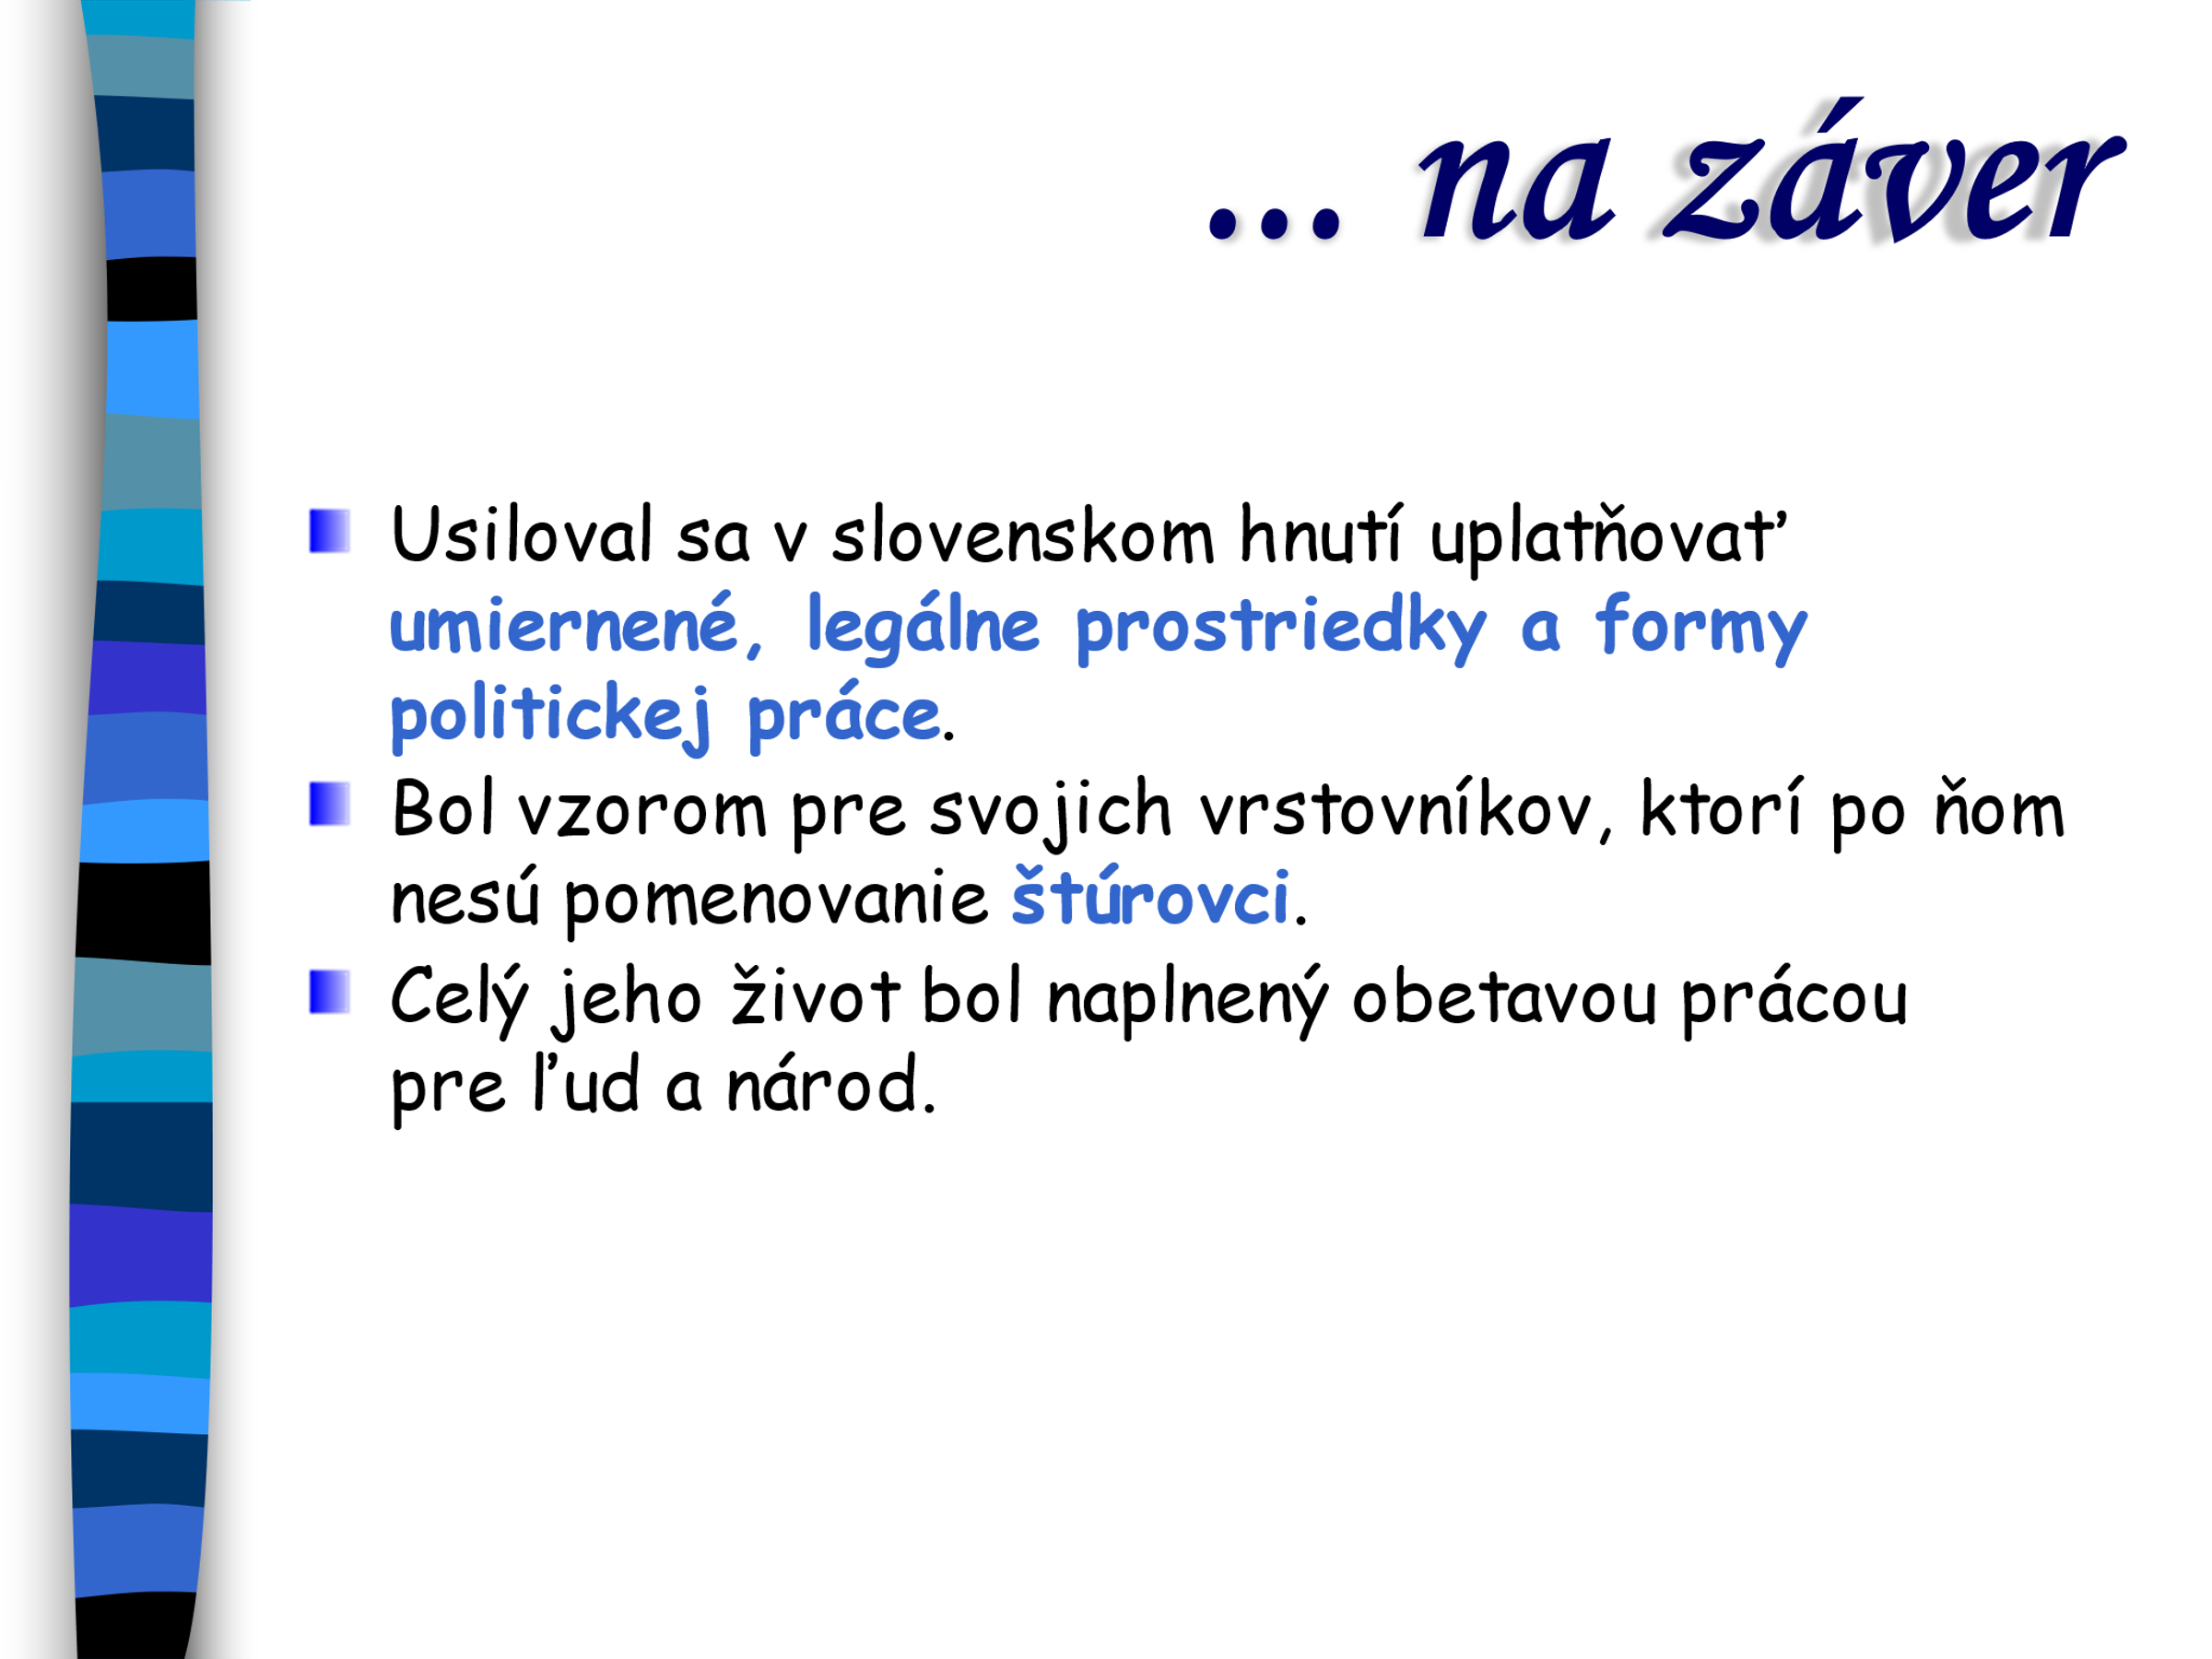 ... na záver
Usiloval sa v slovenskom hnutí uplatňovať
umiernené, legálne prostriedky a formy
politickej práce.
Bol vzorom pre svojich vrstovníkov, ktorí po ňom
nesú pomenovanie štúrovci.
Celý jeho život bol naplnený obetavou prácou
pre ľud a národ.